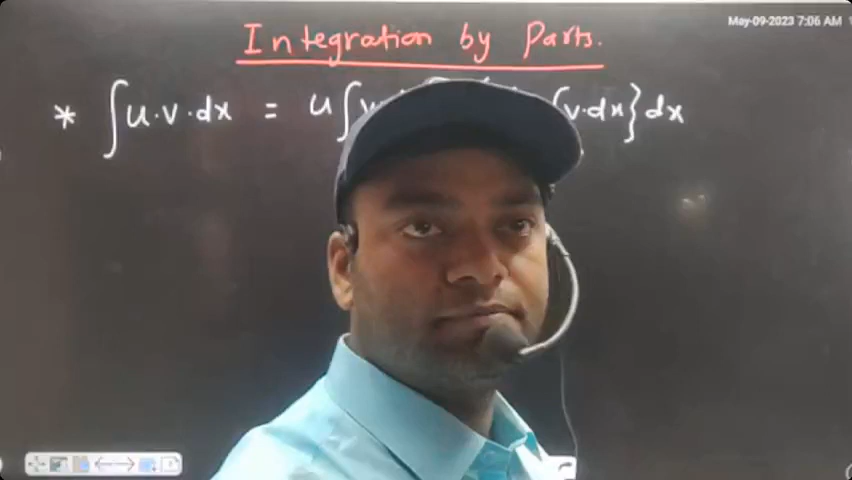 May-09-2023 7:06 AM
Integration by Parts.
* ∫u·v·dx = u∫v ∫v·dx}dx